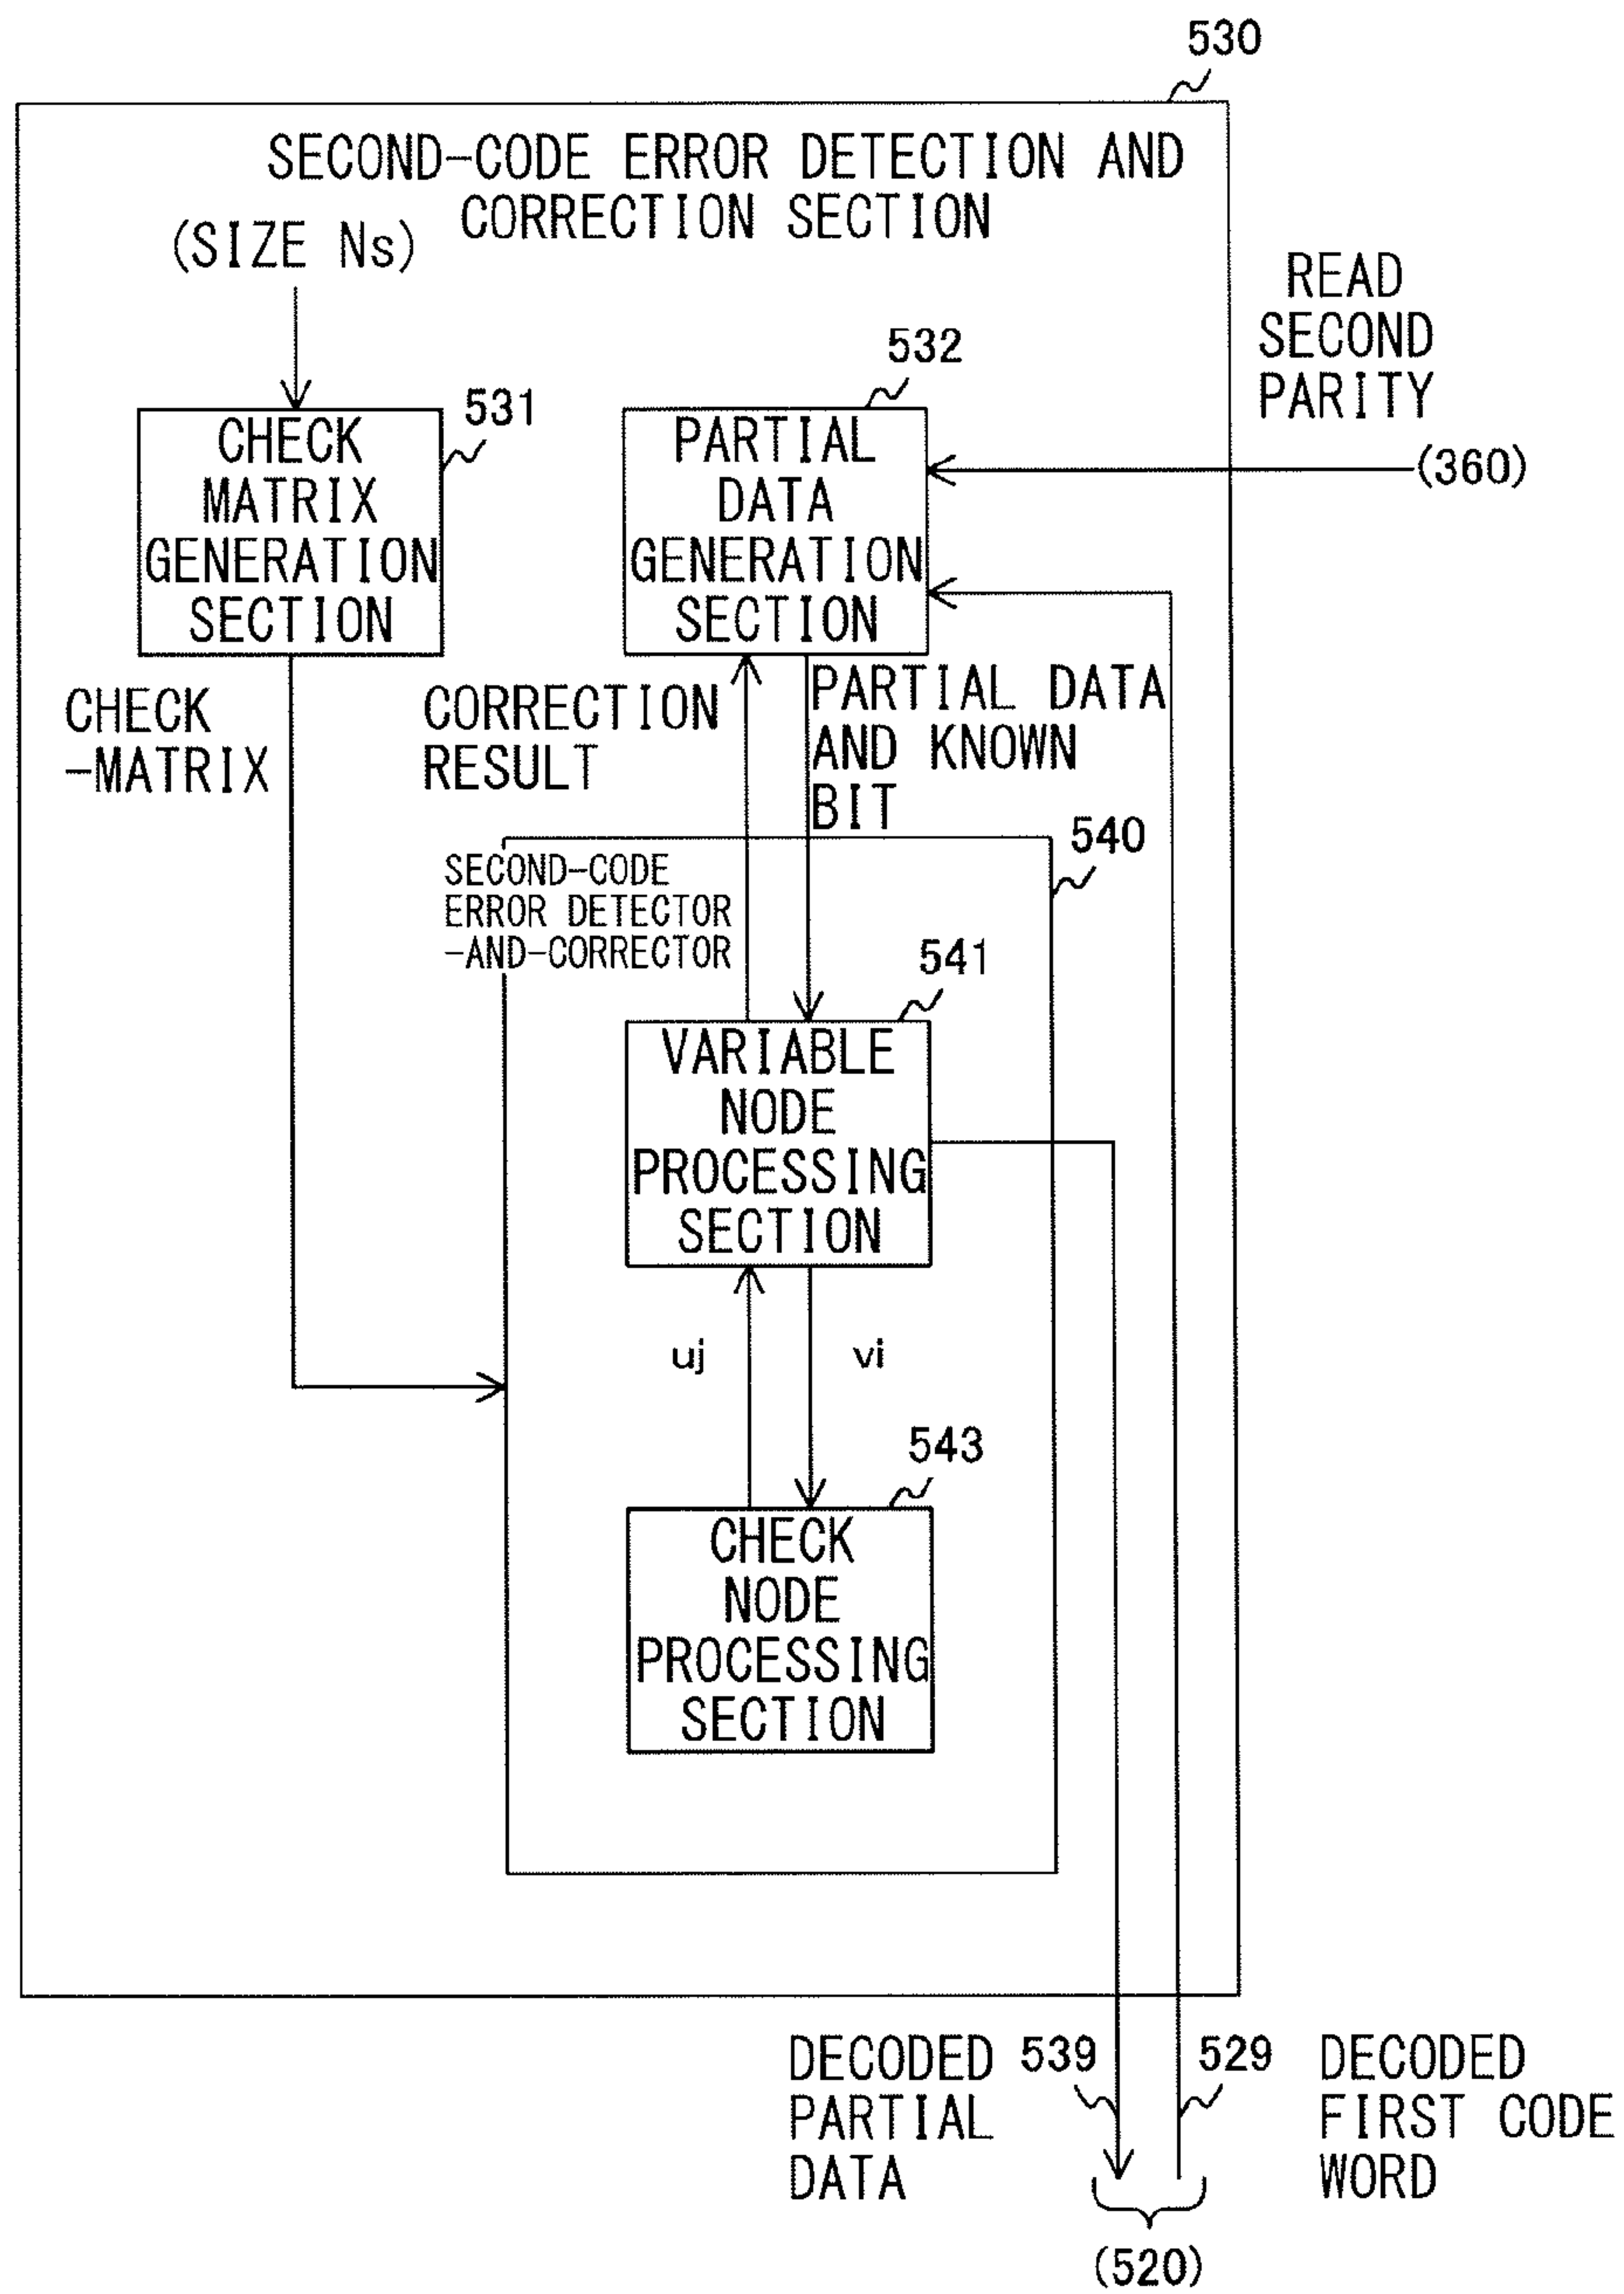 530
SECOND-CODE ERROR DETECTION AND
CORRECTION SECTION
(SIZE Ns)
READ
SECOND
PARITY
(360)
532
531
CHECK
MATRIX
GENERATION
SECTION
PARTIAL
DATA
GENERATION
SECTION
CHECK
-MATRIX
CORRECTION
RESULT
PARTIAL DATA
AND KNOWN
BIT
540
SECOND-CODE
ERROR DETECTOR
-AND-CORRECTOR
541
VARIABLE
NODE
PROCESSING
SECTION
uj
vi
543
CHECK
NODE
PROCESSING
SECTION
DECODED
PARTIAL
DATA
539
529
DECODED
FIRST CODE
WORD
(520)